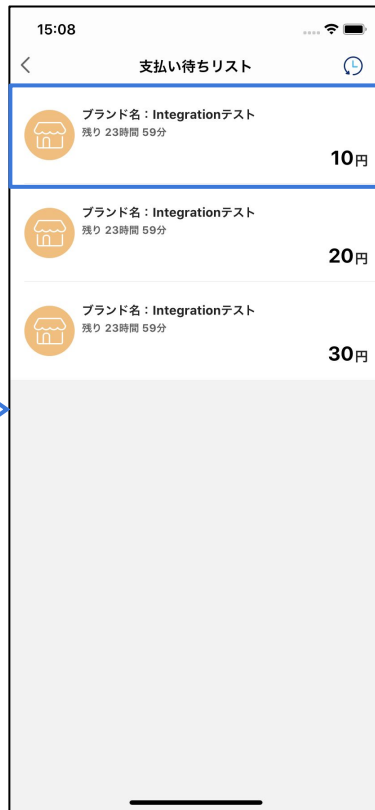 15:08
支払い待ちリスト
ブランド名：Integrationテスト
残り 23時間 59分
10円
ブランド名：Integrationテスト
残り 23時間 59分
20円
ブランド名：Integrationテスト
残り 23時間 59分
30円